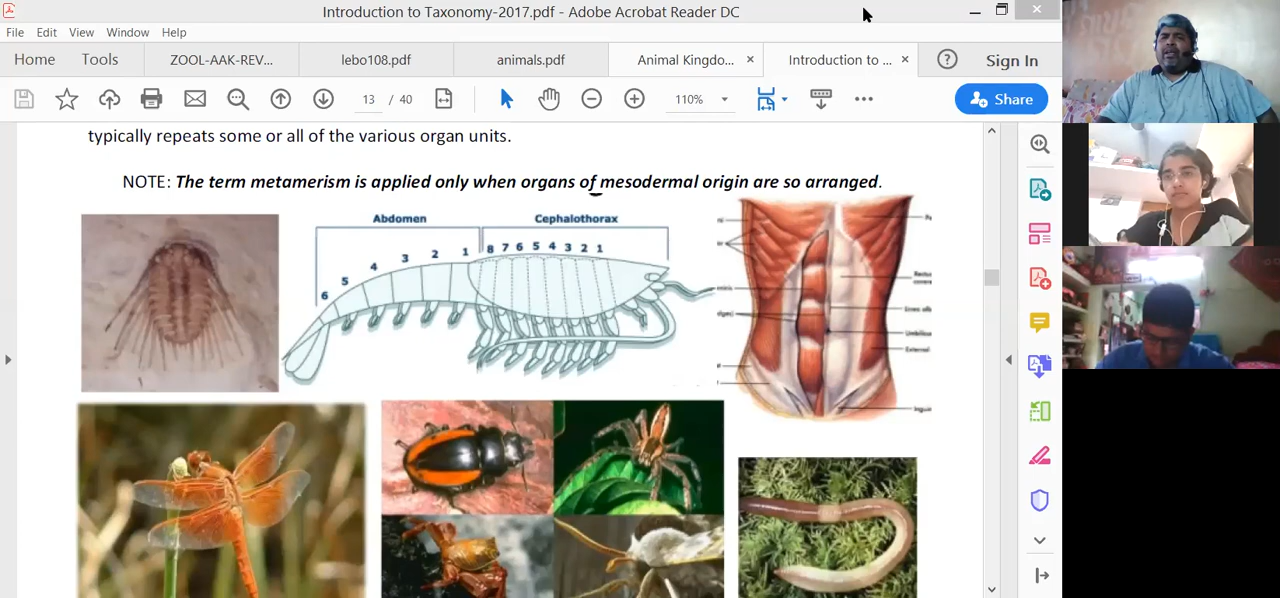 Introduction to Taxonomy-2017.pdf - Adobe Acrobat Reader DC
File Edit View Window Help
Home Tools ZOOL-AAK-REV... lebo108.pdf animals.pdf Animal Kingdo... × Introduction to ... × ? Sign In
13 / 40 110% Share
typically repeats some or all of the various organ units.
NOTE: The term metamerism is applied only when organs of mesodermal origin are so arranged.
Abdomen Cephalothorax
6 5 4 3 2 1 8 7 6 5 4 3 2 1